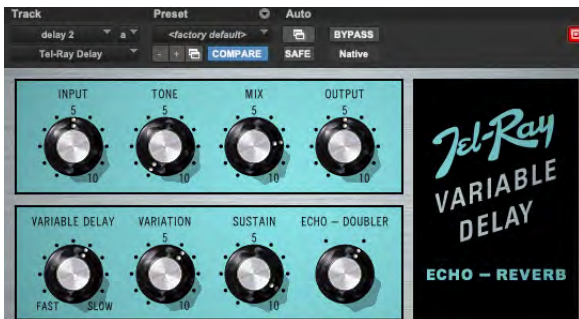 Track Preset Auto
delay 2 a <factory default> BYPASS
Tel-Ray Delay - + COMPARE SAFE Native
INPUT TONE MIX OUTPUT
5 5 5 5
10 10 10 10
Tel-Ray
VARIABLE
DELAY
ECHO – REVERB
VARIABLE DELAY VARIATION SUSTAIN ECHO – DOUBLER
5 5
FAST SLOW 10 10